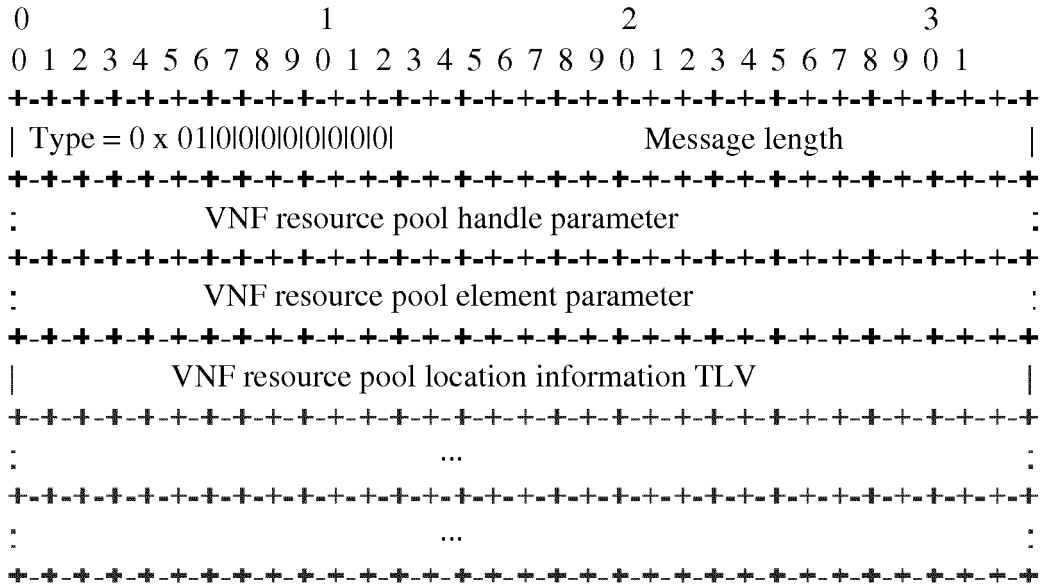 0                   1                   2                   3
0 1 2 3 4 5 6 7 8 9 0 1 2 3 4 5 6 7 8 9 0 1 2 3 4 5 6 7 8 9 0 1
+-+-+-+-+-+-+-+-+-+-+-+-+-+-+-+-+-+-+-+-+-+-+-+-+-+-+-+-+-+-+-+-+-+
| Type = 0 x 01|0|0|0|0|0|0|0|0| Message length |
+-+-+-+-+-+-+-+-+-+-+-+-+-+-+-+-+-+-+-+-+-+-+-+-+-+-+-+-+-+-+-+-+-+
: VNF resource pool handle parameter :
+-+-+-+-+-+-+-+-+-+-+-+-+-+-+-+-+-+-+-+-+-+-+-+-+-+-+-+-+-+-+-+-+-+
: VNF resource pool element parameter :
+-+-+-+-+-+-+-+-+-+-+-+-+-+-+-+-+-+-+-+-+-+-+-+-+-+-+-+-+-+-+-+-+-+
| VNF resource pool location information TLV |
+-+-+-+-+-+-+-+-+-+-+-+-+-+-+-+-+-+-+-+-+-+-+-+-+-+-+-+-+-+-+-+-+-+
: ... :
+-+-+-+-+-+-+-+-+-+-+-+-+-+-+-+-+-+-+-+-+-+-+-+-+-+-+-+-+-+-+-+-+-+
: ... :
+-+-+-+-+-+-+-+-+-+-+-+-+-+-+-+-+-+-+-+-+-+-+-+-+-+-+-+-+-+-+-+-+-+